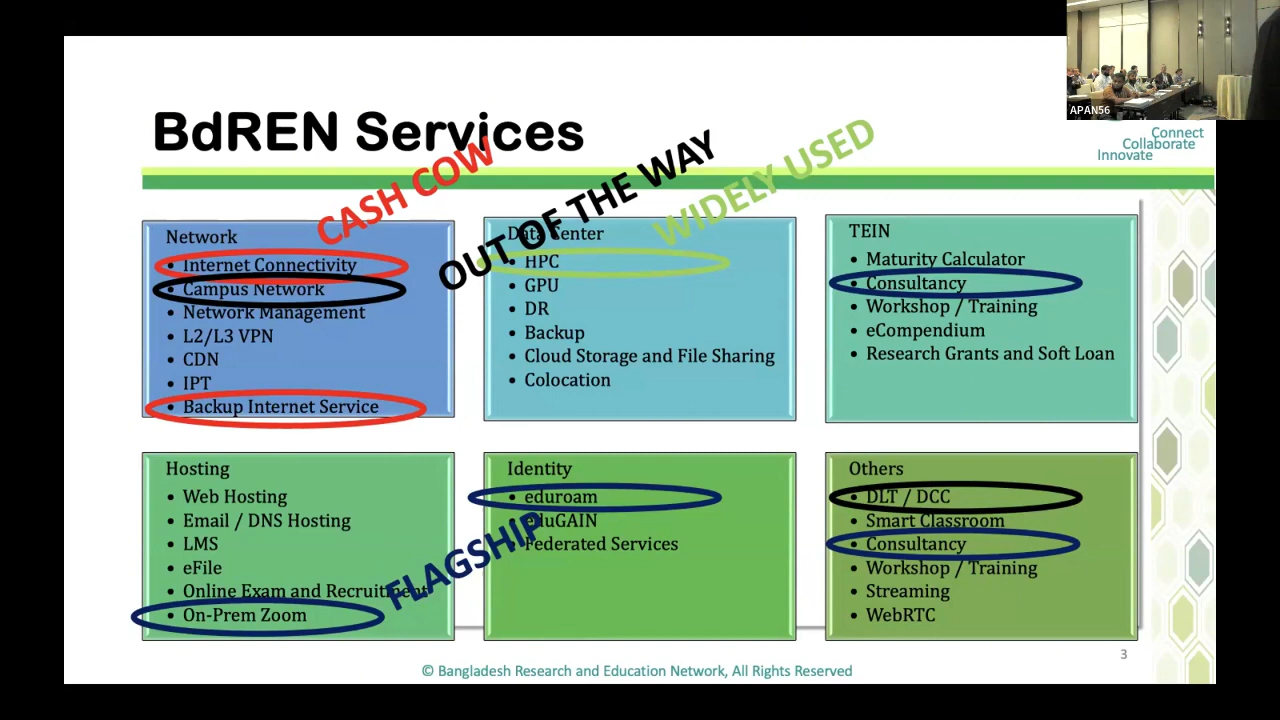 APAN56
BdREN Services
Connect
Collaborate
Innovate
CASH COW
OUT OF THE WAY
WIDELY USED
Network
• Internet Connectivity
• Campus Network
• Network Management
• L2/L3 VPN
• CDN
• IPT
• Backup Internet Service
Data Center
• HPC
• GPU
• DR
• Backup
• Cloud Storage and File Sharing
• Colocation
TEIN
• Maturity Calculator
• Consultancy
• Workshop / Training
• eCompendium
• Research Grants and Soft Loan
Hosting
• Web Hosting
• Email / DNS Hosting
• LMS
• eFile
• Online Exam and Recruitment
• On-Prem Zoom
FLAGSHIP
Identity
• eduroam
• eduGAIN
• Federated Services
Others
• DLT / DCC
• Smart Classroom
• Consultancy
• Workshop / Training
• Streaming
• WebRTC
3
© Bangladesh Research and Education Network, All Rights Reserved